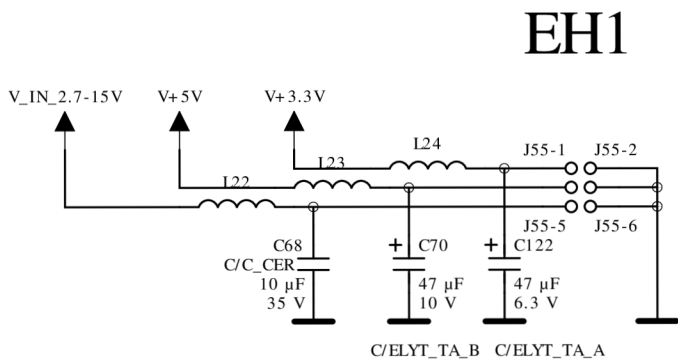 EH1
V_IN_2.7-15V V+5V V+3.3V
L24 J55-1 J55-2
L23
L22
J55-5 J55-6
C68 + C70 + C122
C/C_CER
10 µF 47 µF 47 µF
35 V 10 V 6.3 V
C/ELYT_TA_B C/ELYT_TA_A